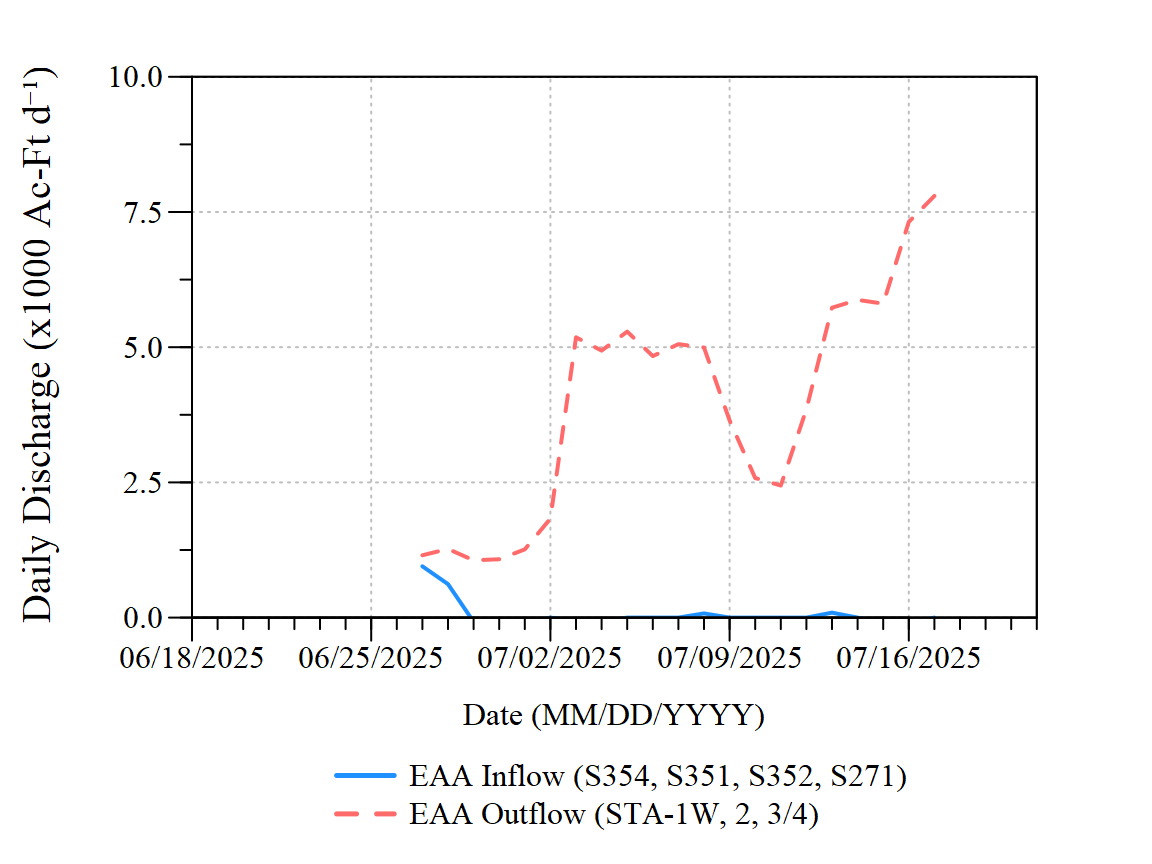 Daily Discharge (x1000 Ac-Ft d⁻¹)
10.0
7.5
5.0
2.5
0.0
06/18/2025 06/25/2025 07/02/2025 07/09/2025 07/16/2025
Date (MM/DD/YYYY)
EAA Inflow (S354, S351, S352, S271)
EAA Outflow (STA-1W, 2, 3/4)